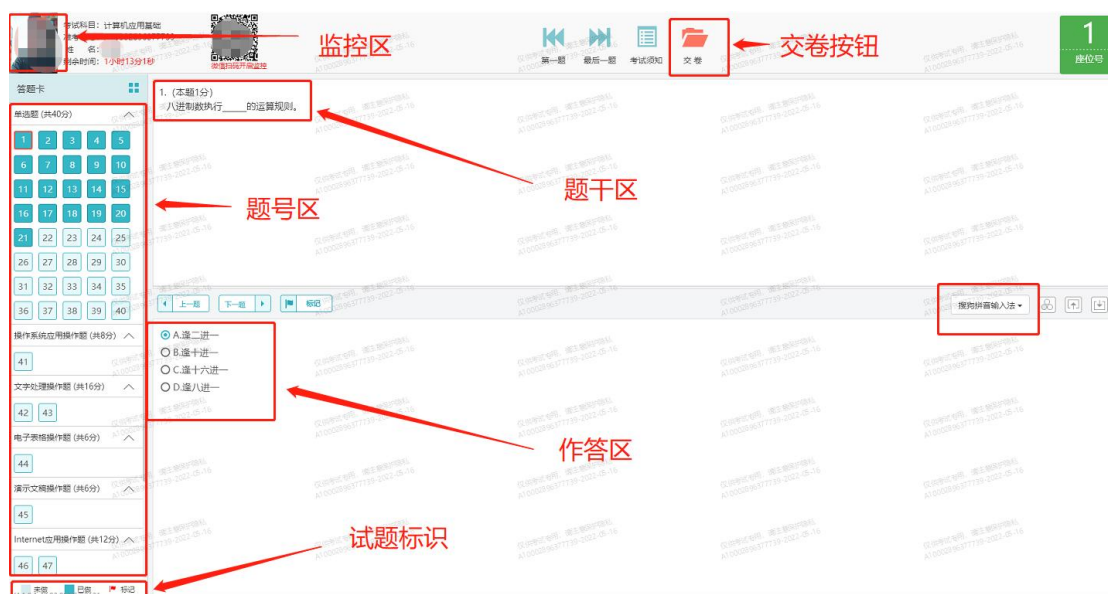 考试科目：计算机应用基础
姓 名：
剩余时间：1小时13分1秒
微信扫码开启监控
监控区
第一题 最后一题 考试须知 交 卷
交卷按钮
1
座位号
答题卡
单选题 (共40分)
1 2 3 4 5
6 7 8 9 10
11 12 13 14 15
16 17 18 19 20
21 22 23 24 25
26 27 28 29 30
31 32 33 34 35
36 37 38 39 40
操作系统应用操作题 (共8分)
41
文字处理操作题 (共16分)
42 43
电子表格操作题 (共6分)
44
演示文稿操作题 (共6分)
45
Internet应用操作题 (共12分)
46 47
未做 已做 标记
题号区
1. (本题1分)
八进制数执行____的运算规则。
题干区
上一题 下一题 标记
搜狗拼音输入法
A.逢二进一
B.逢十进一
C.逢十六进一
D.逢八进一
作答区
试题标识